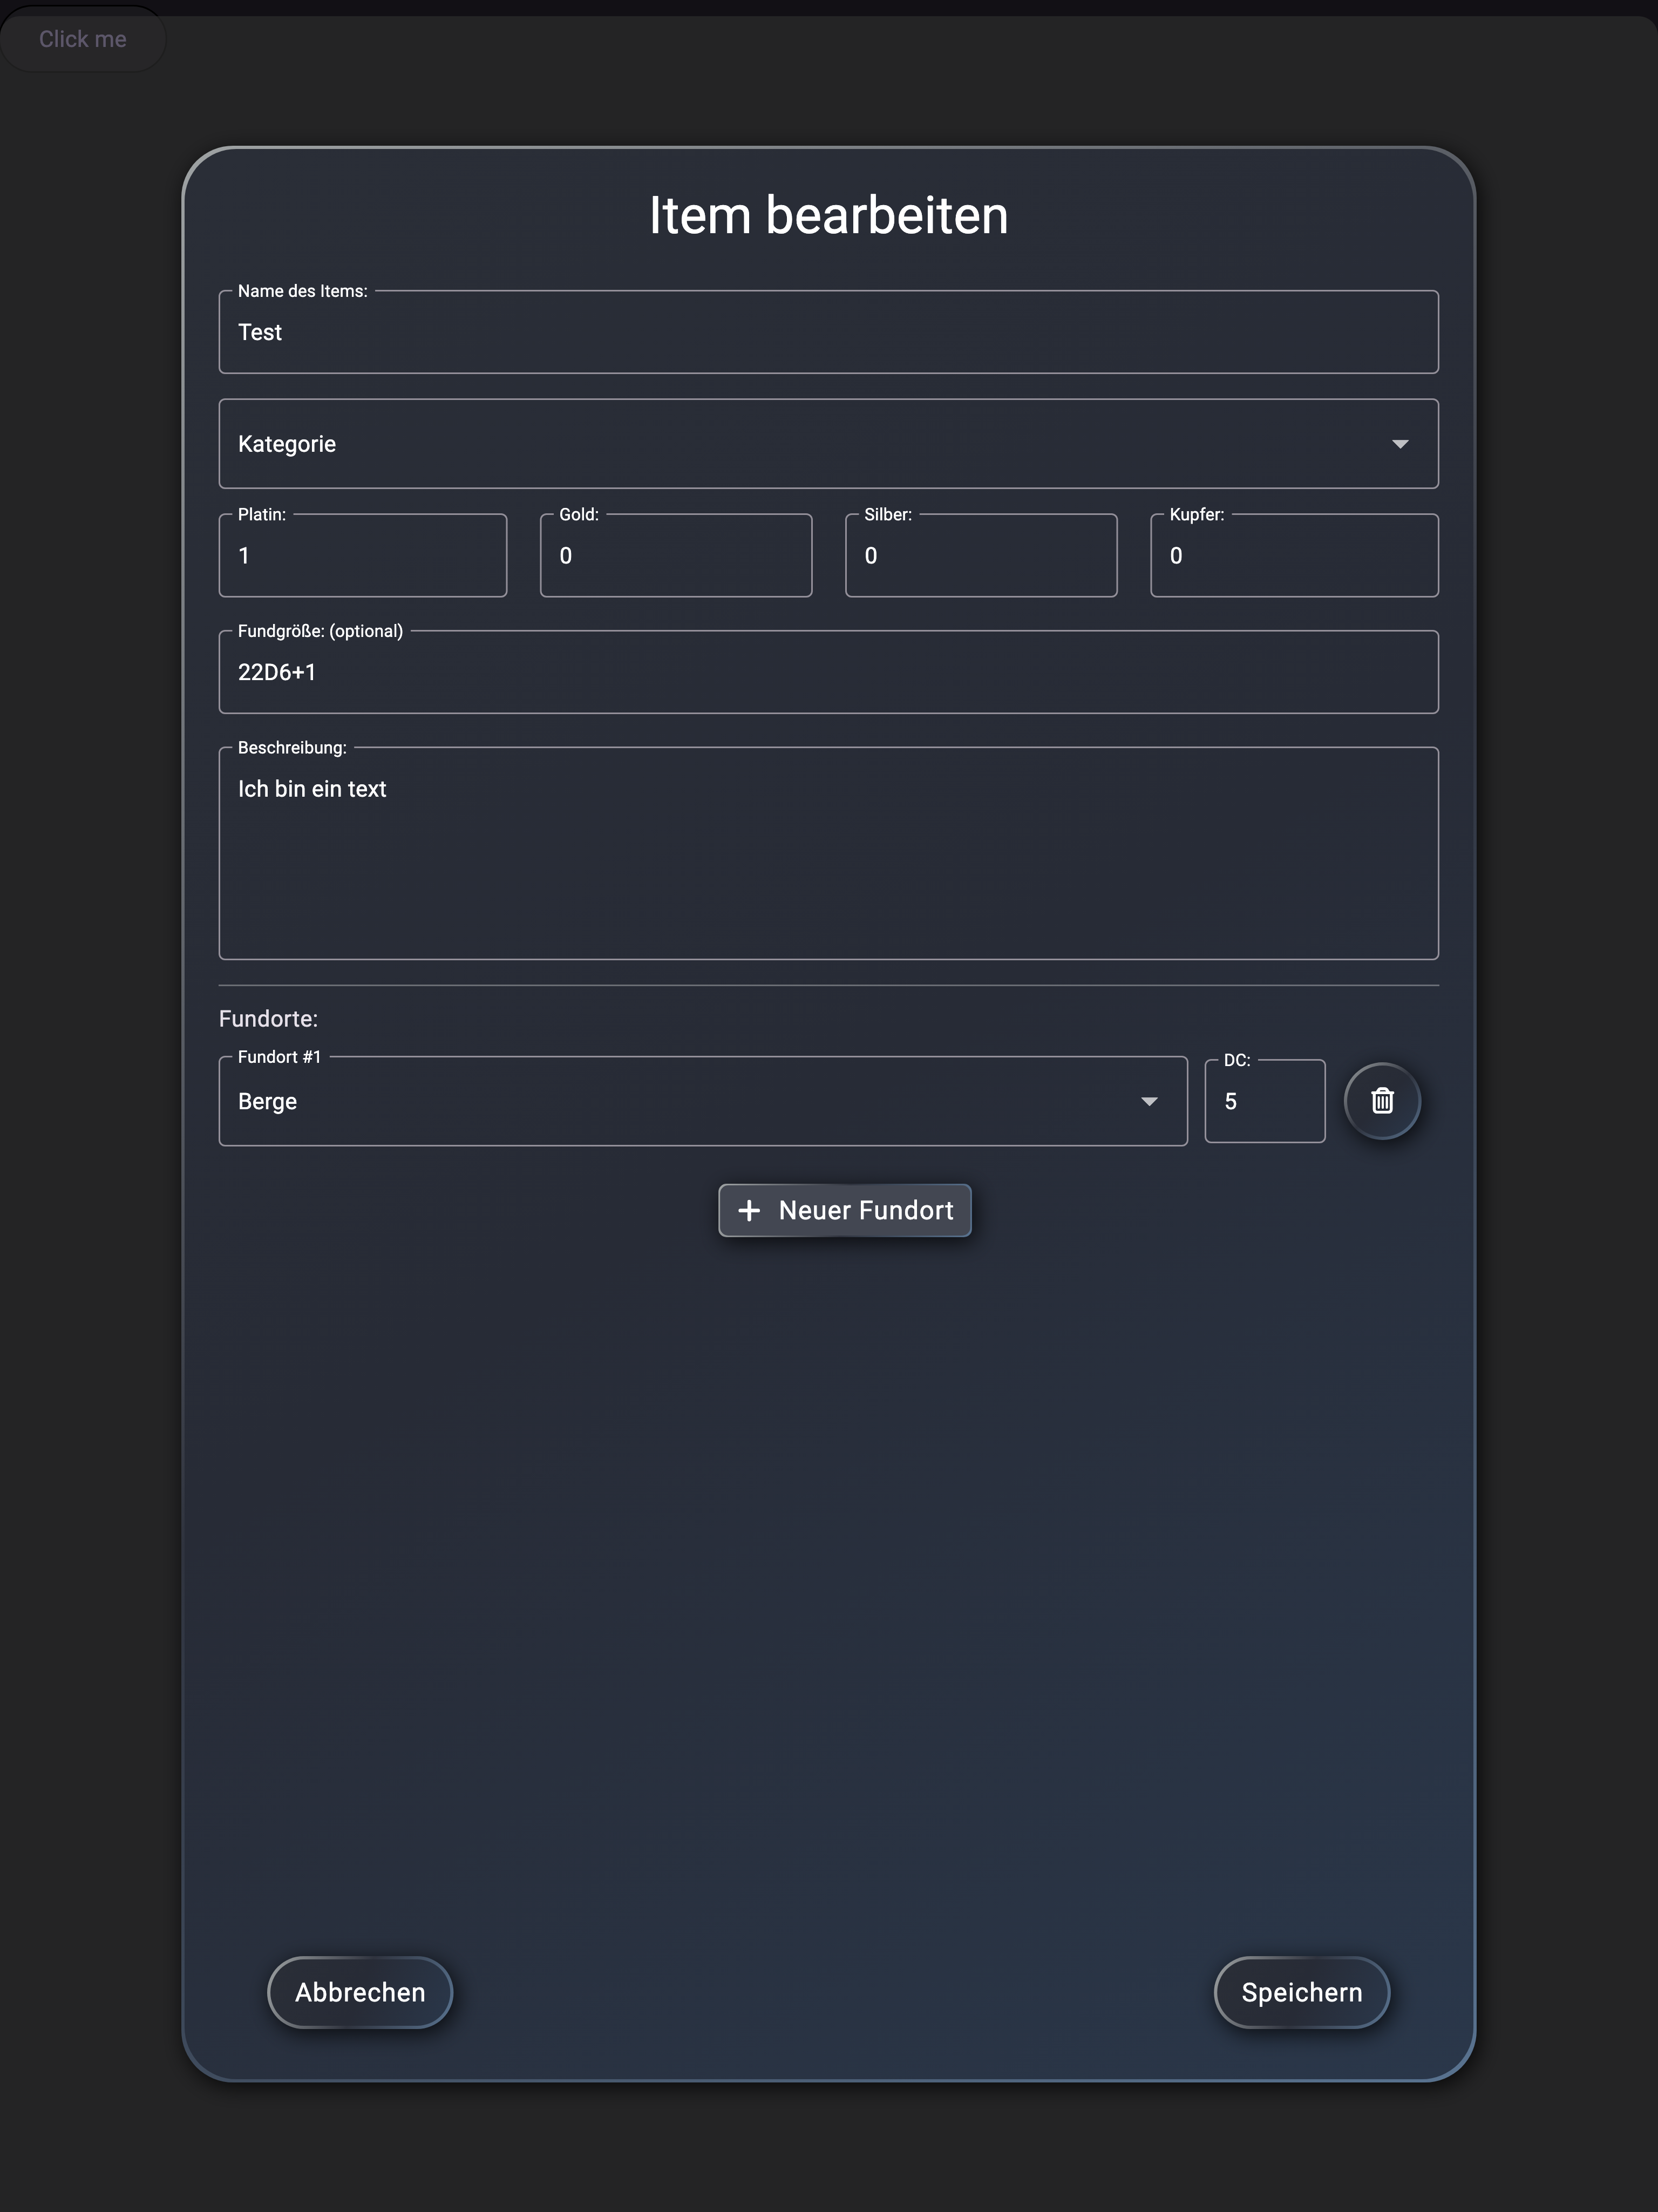 Click me
Item bearbeiten
Name des Items:
Test
Kategorie
Platin: Gold: Silber: Kupfer:
1 0 0 0
Fundgröße: (optional)
22D6+1
Beschreibung:
Ich bin ein text
Fundorte:
Fundort #1 DC:
Berge 5
+ Neuer Fundort
Abbrechen Speichern